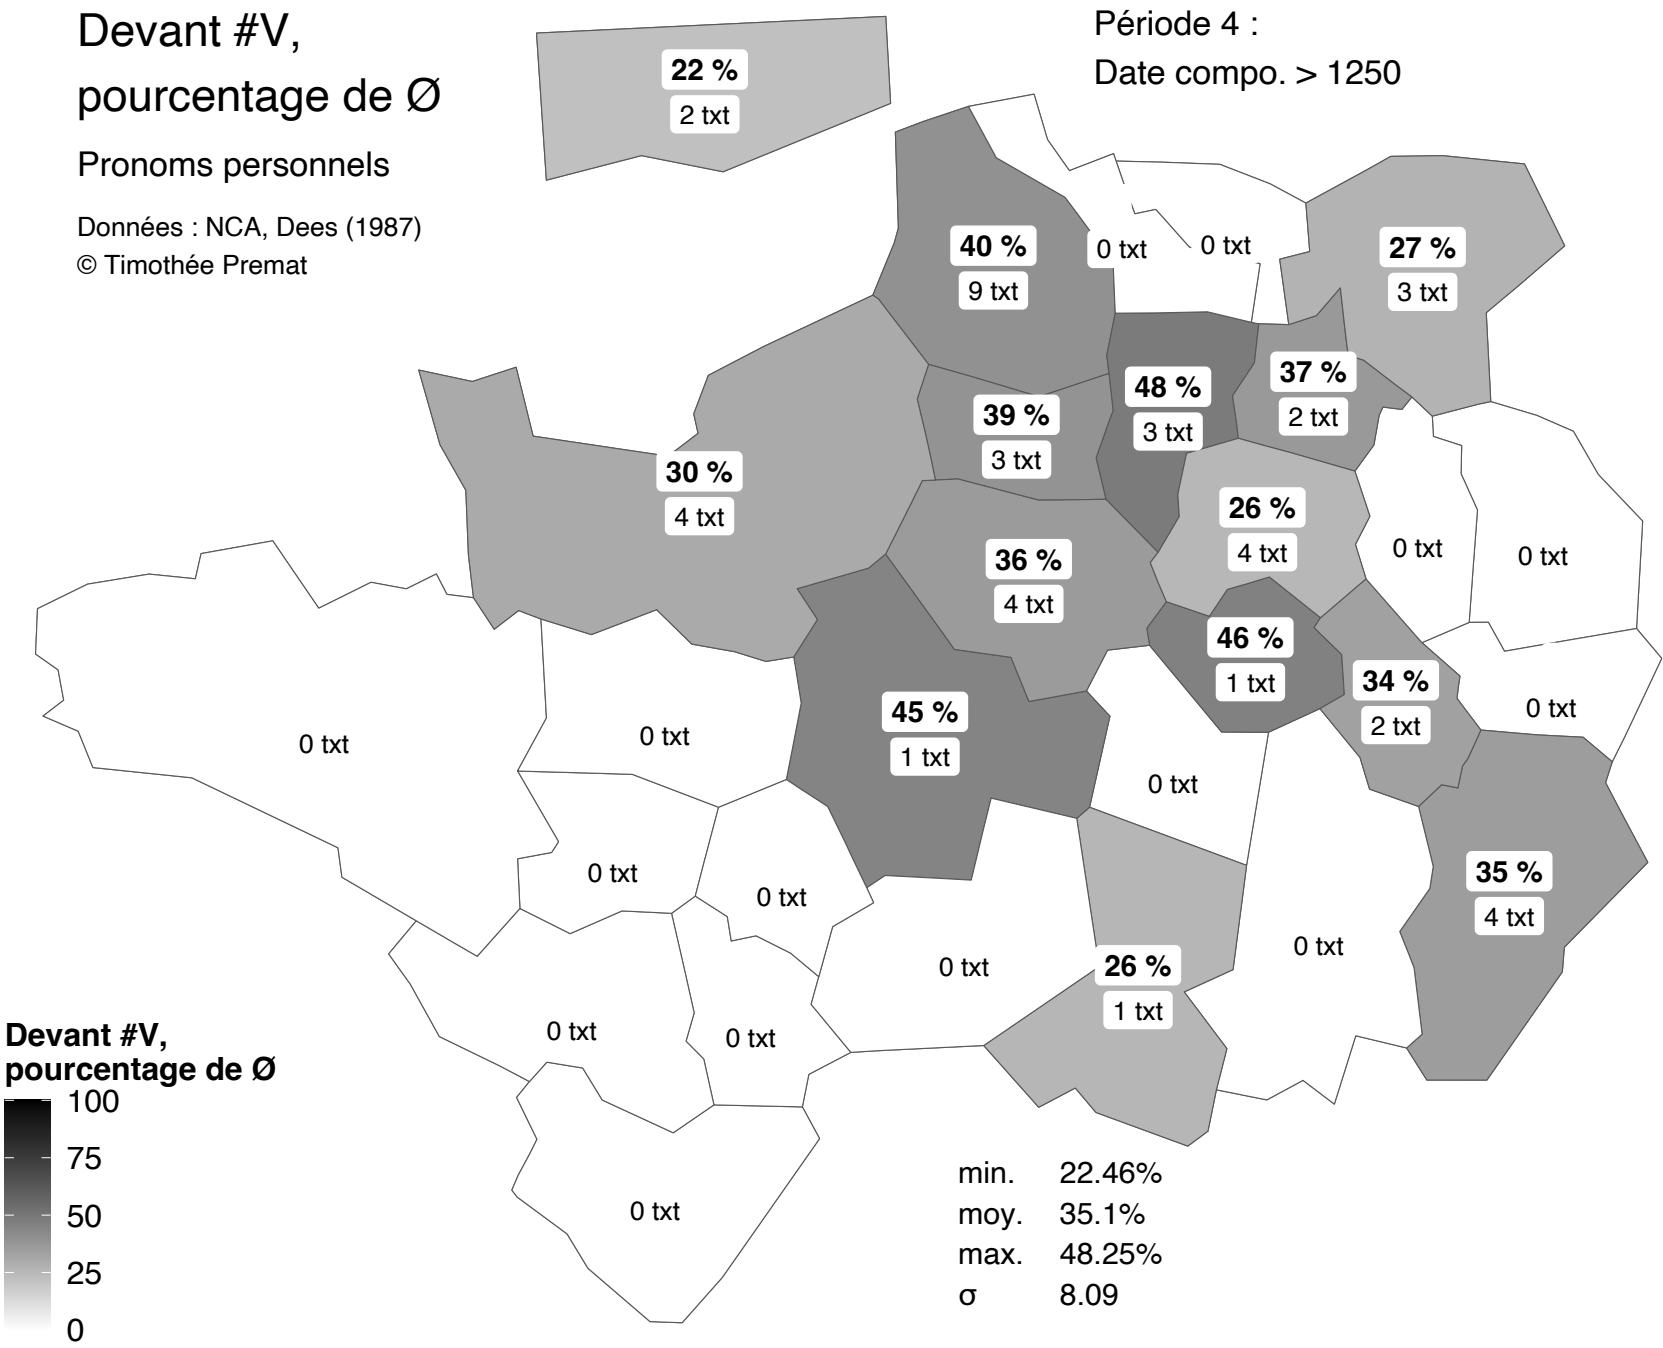 Devant #V,
pourcentage de Ø
Pronoms personnels
Données : NCA, Dees (1987)
© Timothée Premat
Période 4 :
Date compo. > 1250
22 %
2 txt
40 %
9 txt
0 txt
0 txt
27 %
3 txt
48 %
3 txt
37 %
2 txt
39 %
3 txt
30 %
4 txt
26 %
4 txt
0 txt
0 txt
36 %
4 txt
46 %
1 txt
34 %
2 txt
0 txt
45 %
1 txt
0 txt
0 txt
0 txt
0 txt
0 txt
35 %
4 txt
0 txt
0 txt
26 %
1 txt
0 txt
0 txt
0 txt
Devant #V,
pourcentage de Ø
100
75
50
25
0
min. 22.46%
moy. 35.1%
max. 48.25%
σ 8.09